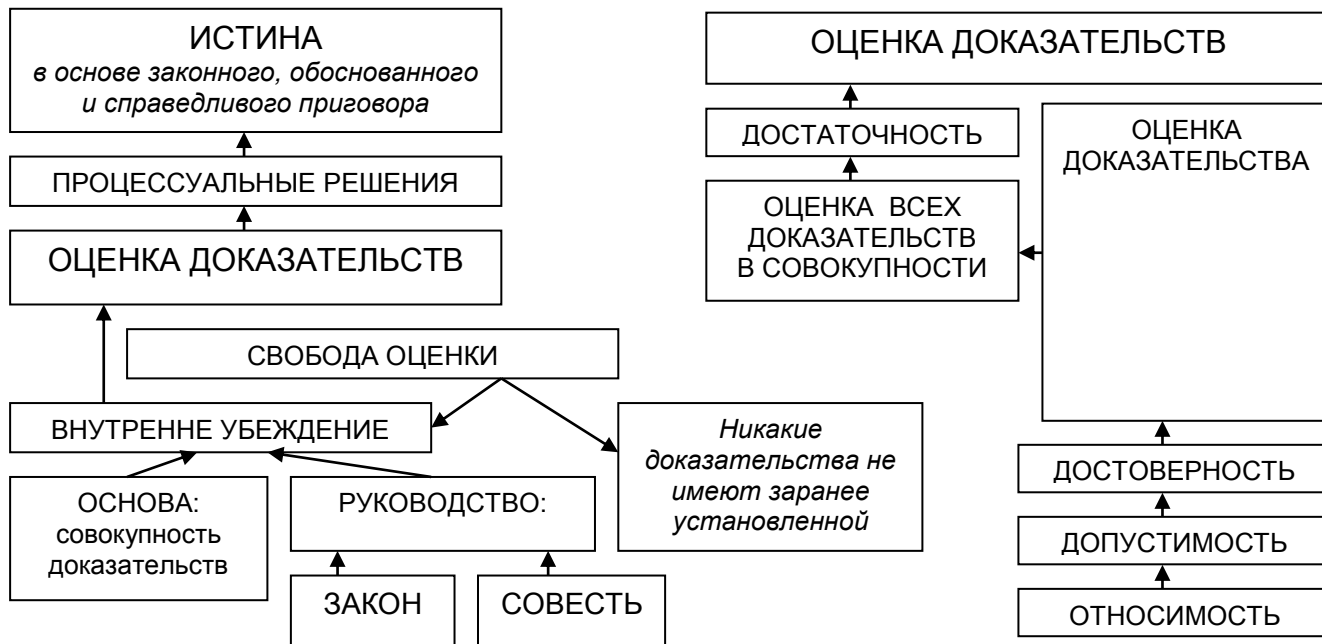 ИСТИНА
в основе законного, обоснованного
и справедливого приговора
ПРОЦЕССУАЛЬНЫЕ РЕШЕНИЯ
ОЦЕНКА ДОКАЗАТЕЛЬСТВ
СВОБОДА ОЦЕНКИ
ВНУТРЕННЕ УБЕЖДЕНИЕ
ОСНОВА:
совокупность
доказательств
РУКОВОДСТВО:
ЗАКОН
СОВЕСТЬ
Никакие
доказательства не
имеют заранее
установленной
ОЦЕНКА ДОКАЗАТЕЛЬСТВ
ДОСТАТОЧНОСТЬ
ОЦЕНКА ВСЕХ
ДОКАЗАТЕЛЬСТВ
В СОВОКУПНОСТИ
ОЦЕНКА
ДОКАЗАТЕЛЬСТВА
ДОСТОВЕРНОСТЬ
ДОПУСТИМОСТЬ
ОТНОСИМОСТЬ